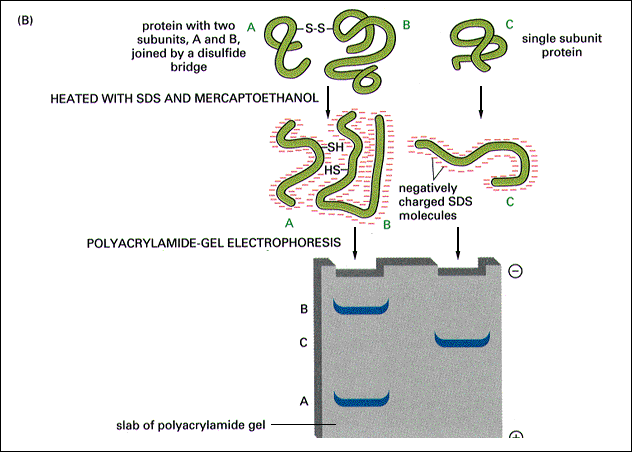 (B)
protein with two
subunits, A and B,
joined by a disulfide
bridge
A
S-S
B
C
single subunit
protein
HEATED WITH SDS AND MERCAPTOETHANOL
SH
HS
A
B
negatively
charged SDS
molecules
C
POLYACRYLAMIDE-GEL ELECTROPHORESIS
−
B
C
A
slab of polyacrylamide gel
+